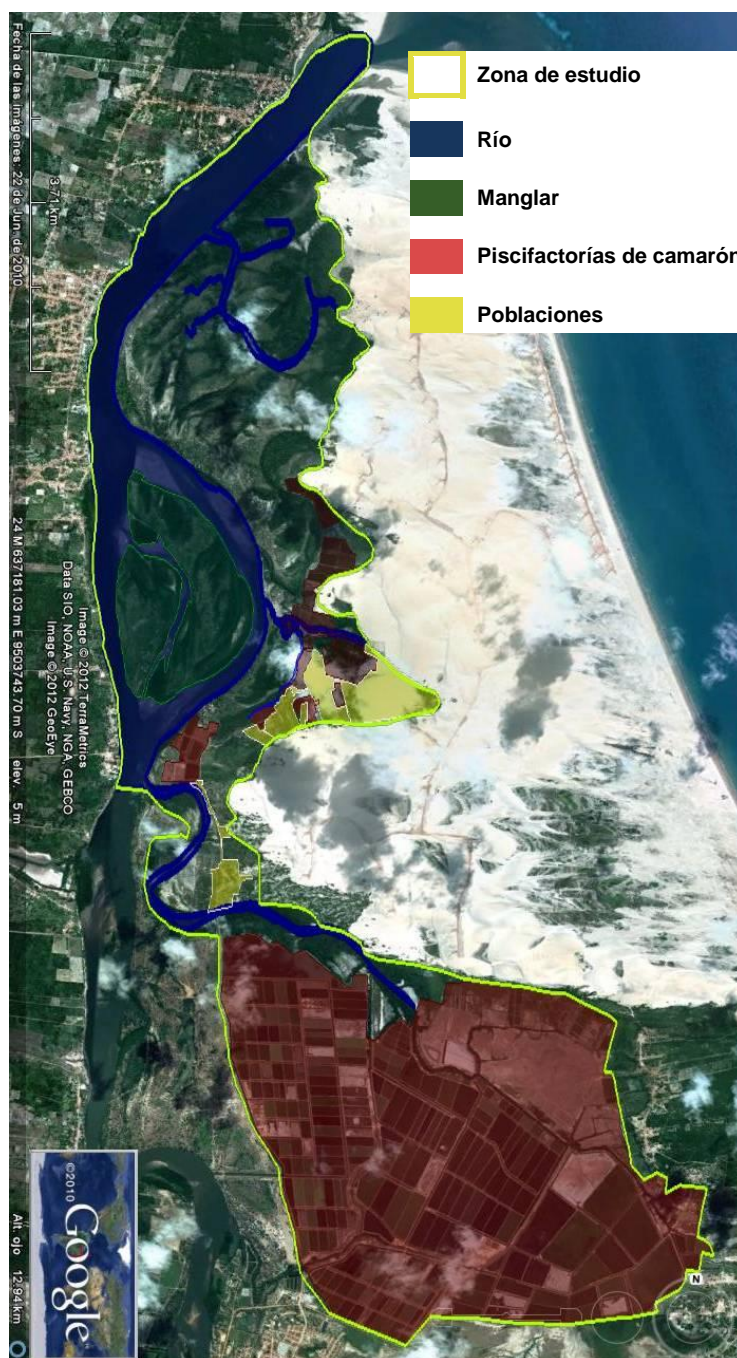 Zona de estudio
Río
Manglar
Piscifactorías de camarón
Poblaciones
Fecha de las imágenes: 22 de Jun. de 2010
3.71 km
24 M 637181.03 m E 9503743.70 m S elev. 5 m
Image © 2012 TerraMetrics
Data SIO, NOAA, U.S. Navy, NGA, GEBCO
Image © 2012 GeoEye
©2010 Google
Alt. ojo 12.94 km
N